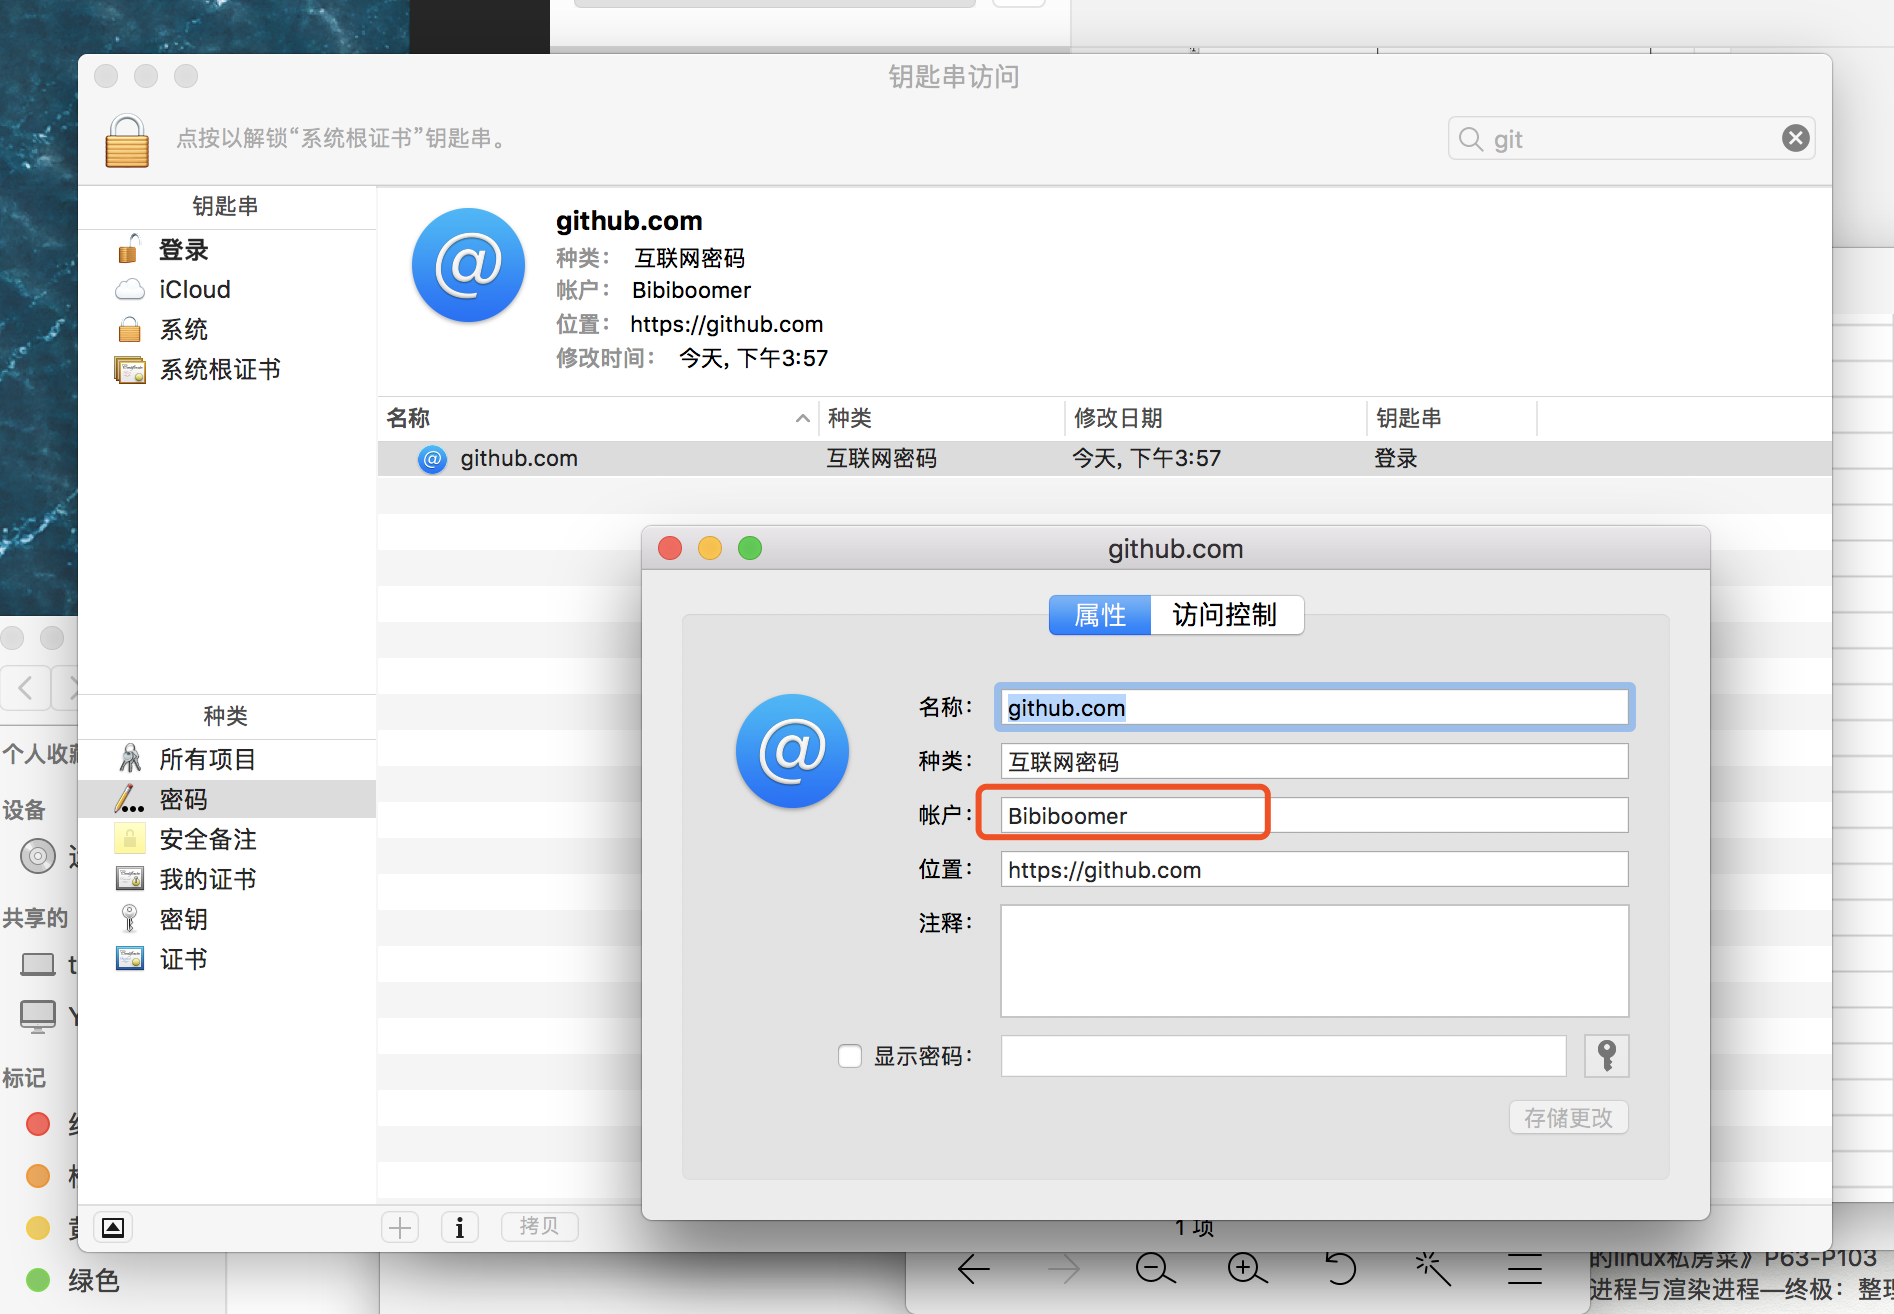 钥匙串访问
点按以解锁“系统根证书”钥匙串。
git
钥匙串
登录
iCloud
系统
系统根证书
github.com
种类： 互联网密码
帐户： Bibiboomer
位置： https://github.com
修改时间： 今天, 下午3:57
名称 种类 修改日期 钥匙串
github.com 互联网密码 今天, 下午3:57 登录
种类
所有项目
密码
安全备注
我的证书
密钥
证书
github.com
属性 访问控制
名称： github.com
种类： 互联网密码
帐户： Bibiboomer
位置： https://github.com
注释：
显示密码：
存储更改
拷贝
1 项
个人收藏
设备
共享的
t
Y
标记
绿色
的linux私房菜》P63-P103
进程与渲染进程—终极：整理